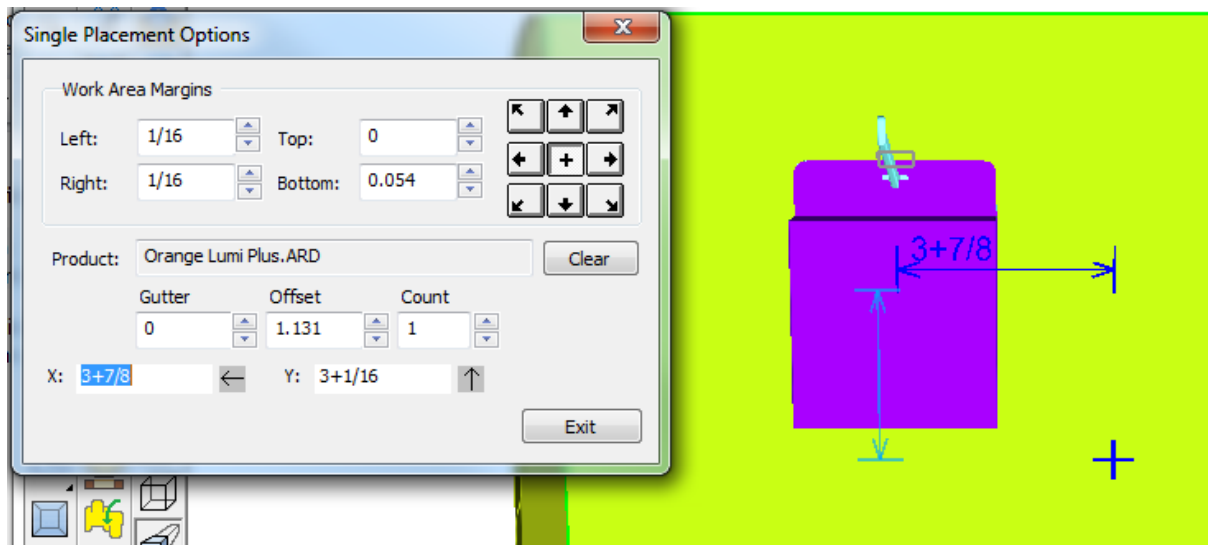 Single Placement Options
Work Area Margins
Left: 1/16 Top: 0
Right: 1/16 Bottom: 0.054
Product: Orange Lumi Plus.ARD Clear
Gutter Offset Count
0 1.131 1
X: 3+7/8 Y: 3+1/16
Exit
3+7/8